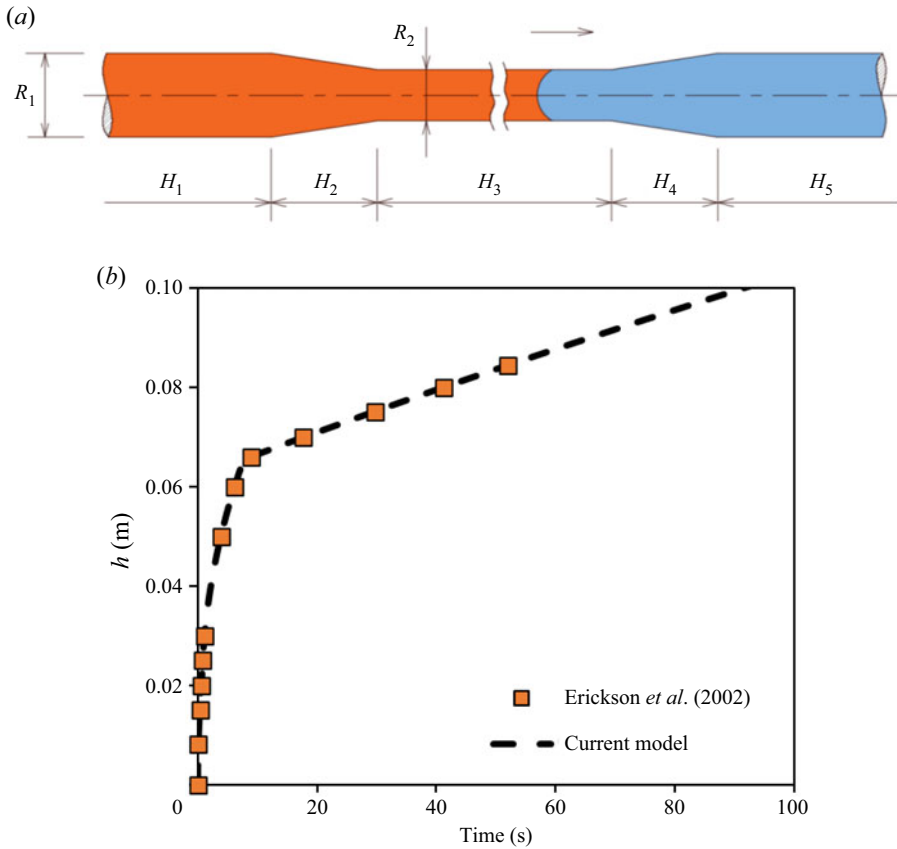 (a)
R2
R1
H1 H2 H3 H4 H5
(b)
0.10
0.08
0.06
0.04
0.02
h (m)
Erickson et al. (2002)
Current model
0 20 40 60 80 100
Time (s)